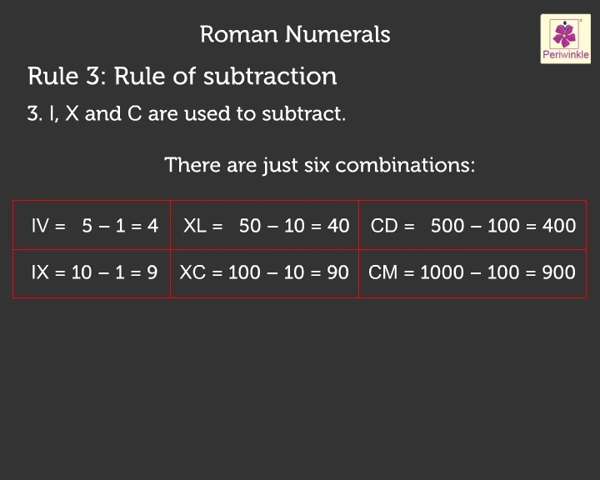 Roman Numerals
Periwinkle
Rule 3: Rule of subtraction
3. I, X and C are used to subtract.
There are just six combinations:
IV = 5 – 1 = 4 XL = 50 – 10 = 40 CD = 500 – 100 = 400
IX = 10 – 1 = 9 XC = 100 – 10 = 90 CM = 1000 – 100 = 900